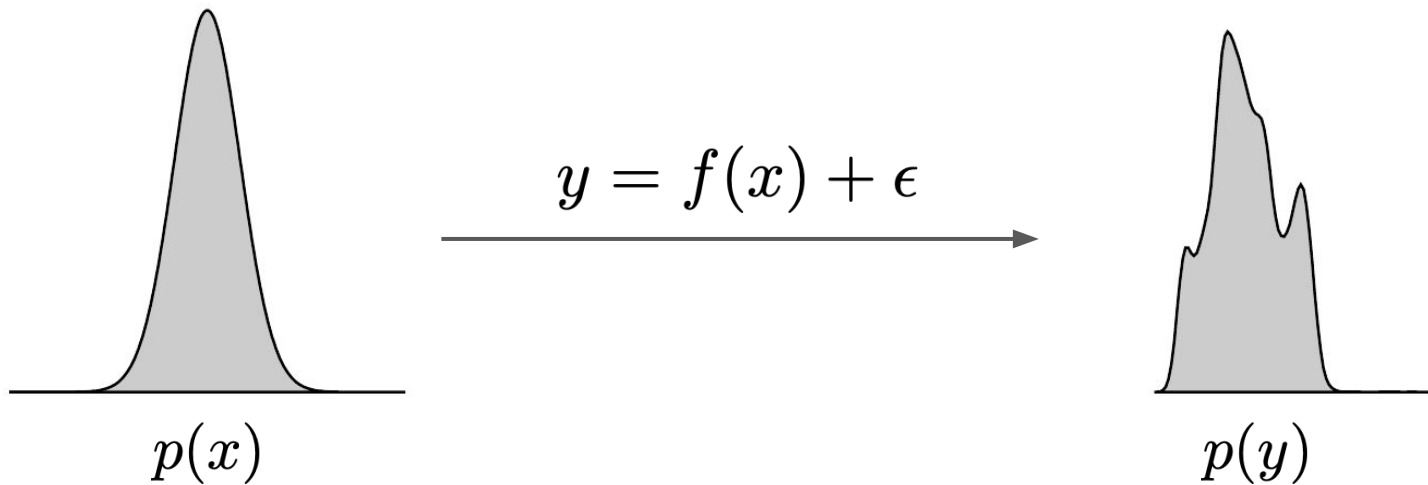 y = f(x) + ϵ
p(x)
p(y)